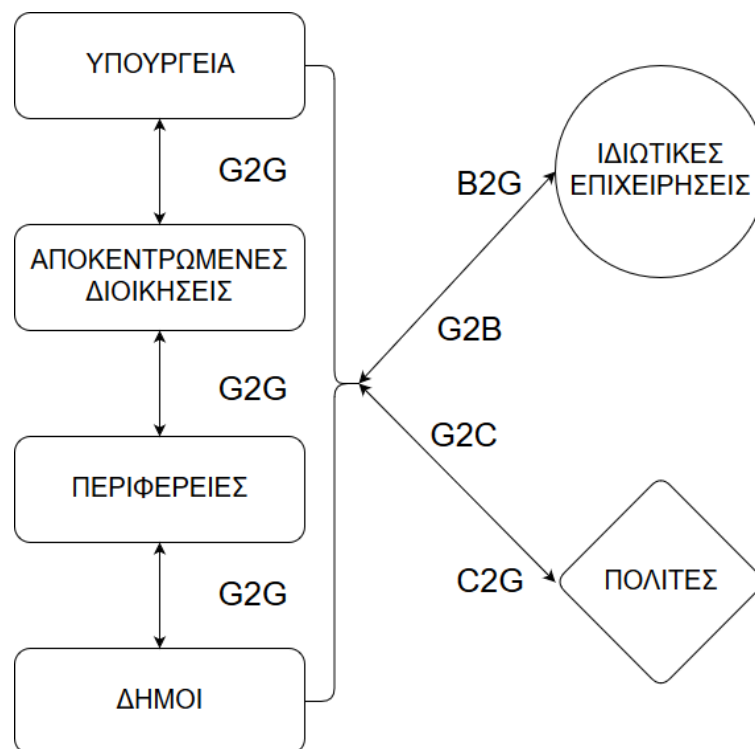 ΥΠΟΥΡΓΕΙΑ
G2G
ΑΠΟΚΕΝΤΡΩΜΕΝΕΣ
ΔΙΟΙΚΗΣΕΙΣ
G2G
ΠΕΡΙΦΕΡΕΙΕΣ
G2G
ΔΗΜΟΙ
ΙΔΙΩΤΙΚΕΣ
ΕΠΙΧΕΙΡΗΣΕΙΣ
B2G
G2B
G2C
C2G
ΠΟΛΙΤΕΣ